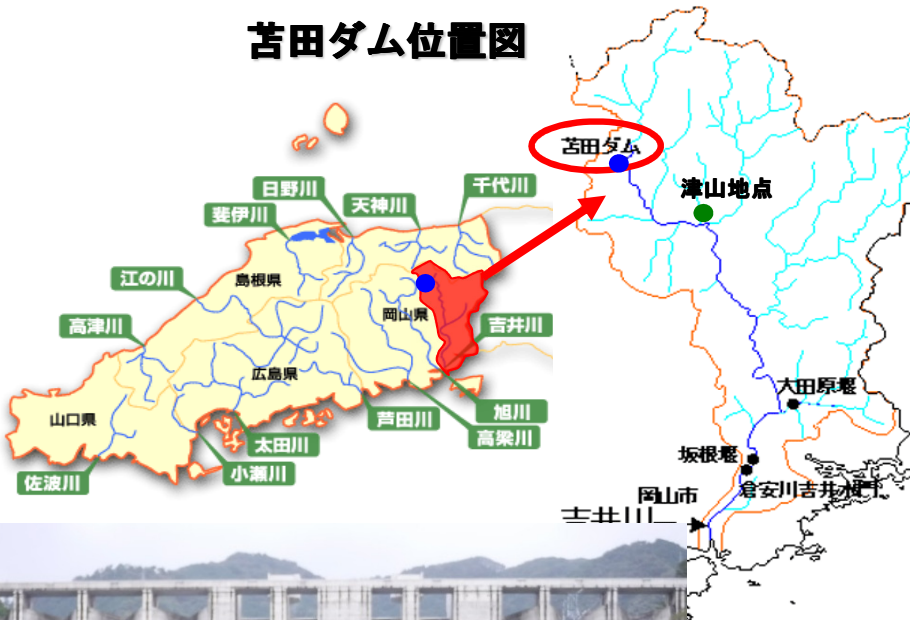 苫田ダム位置図
苫田ダム
津山地点
日野川
千代川
天神川
斐伊川
江の川
島根県
高津川
岡山県
吉井川
広島県
山口県
旭川
芦田川
高梁川
太田川
小瀬川
佐波川
大田原堰
坂根堰
倉安川吉井水門
岡山市
吉井川